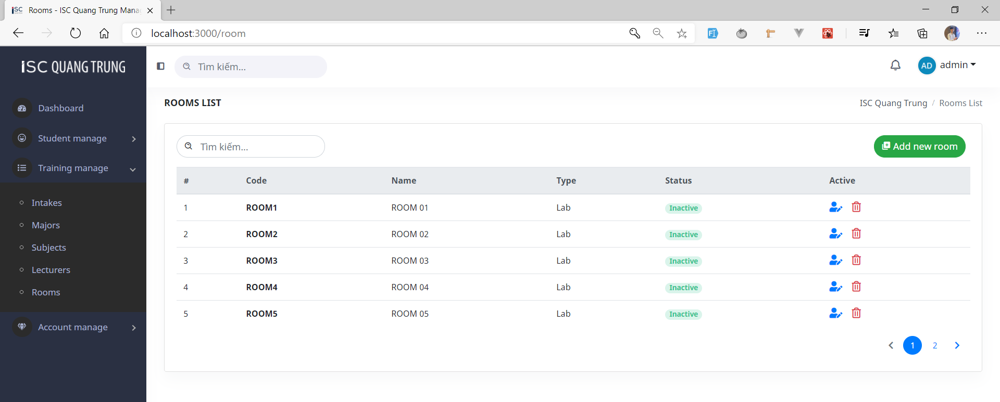 Rooms - ISC Quang Trung Mana
localhost:3000/room
ISC QUANG TRUNG
Tìm kiếm...
AD admin
Dashboard
Student manage
Training manage
Intakes
Majors
Subjects
Lecturers
Rooms
Account manage
ROOMS LIST
ISC Quang Trung / Rooms List
Tìm kiếm...
Add new room
# Code Name Type Status Active
1 ROOM1 ROOM 01 Lab Inactive
2 ROOM2 ROOM 02 Lab Inactive
3 ROOM3 ROOM 03 Lab Inactive
4 ROOM4 ROOM 04 Lab Inactive
5 ROOM5 ROOM 05 Lab Inactive
1 2